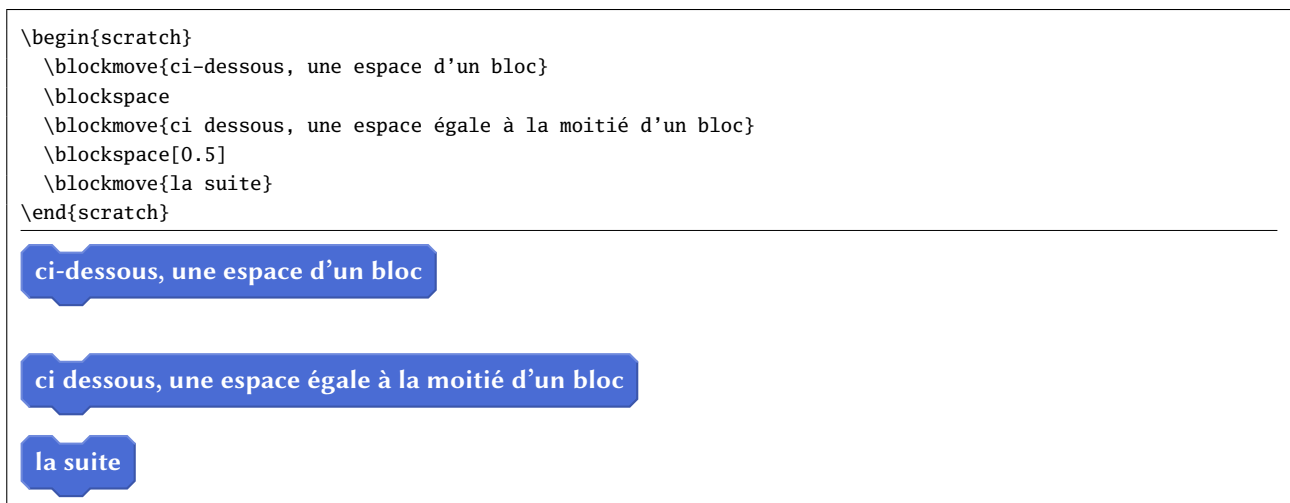 \begin{scratch}
\blockmove{ci-dessous, une espace d'un bloc}
\blockspace
\blockmove{ci dessous, une espace égale à la moitié d'un bloc}
\blockspace[0.5]
\blockmove{la suite}
\end{scratch}
ci-dessous, une espace d’un bloc
ci dessous, une espace égale à la moitié d’un bloc
la suite